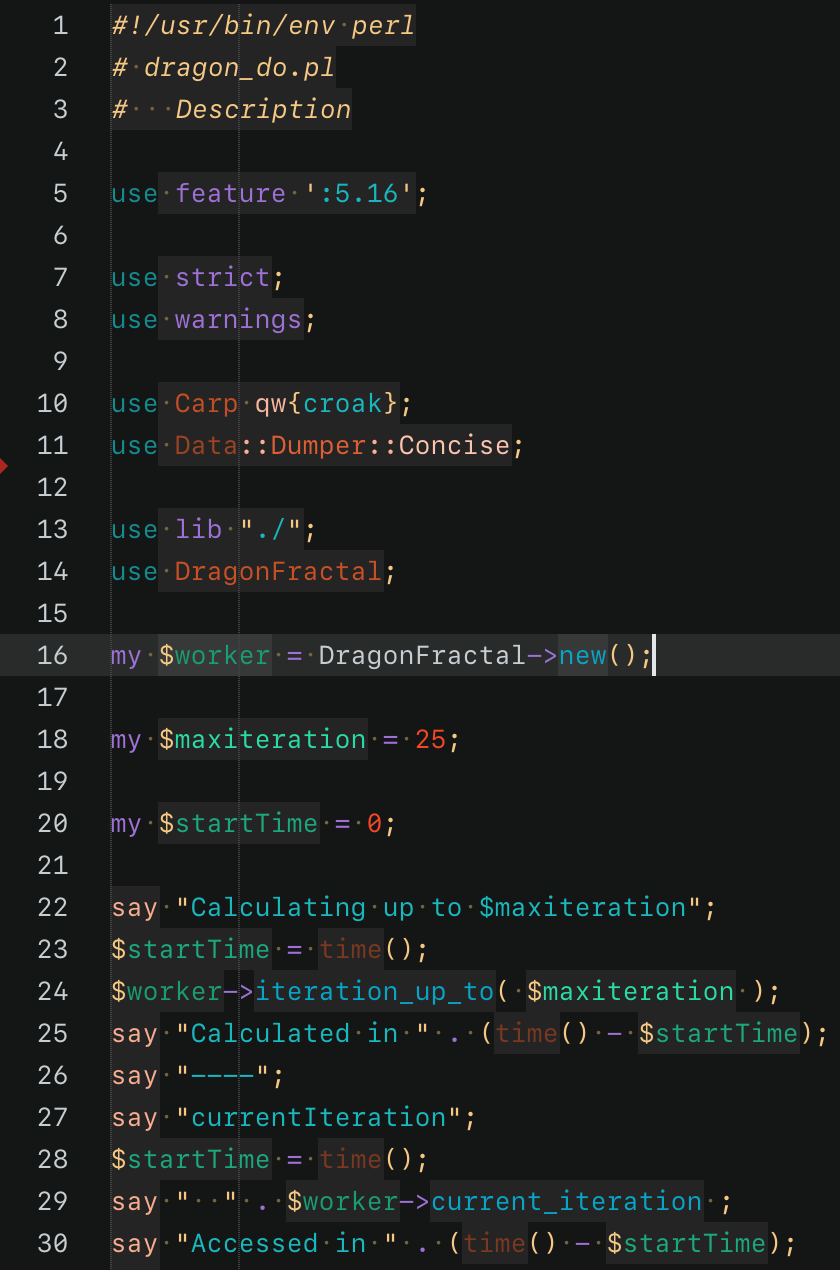 1 #!/usr/bin/env perl
2 # dragon_do.pl
3 #   Description
4
5 use feature ':5.16';
6
7 use strict;
8 use warnings;
9
10 use Carp qw{croak};
11 use Data::Dumper::Concise;
12
13 use lib "./";
14 use DragonFractal;
15
16 my $worker = DragonFractal->new();
17
18 my $maxiteration = 25;
19
20 my $startTime = 0;
21
22 say "Calculating up to $maxiteration";
23 $startTime = time();
24 $worker->iteration_up_to( $maxiteration );
25 say "Calculated in " . (time() - $startTime);
26 say "----";
27 say "currentIteration";
28 $startTime = time();
29 say "  " . $worker->current_iteration ;
30 say "Accessed in " . (time() - $startTime);